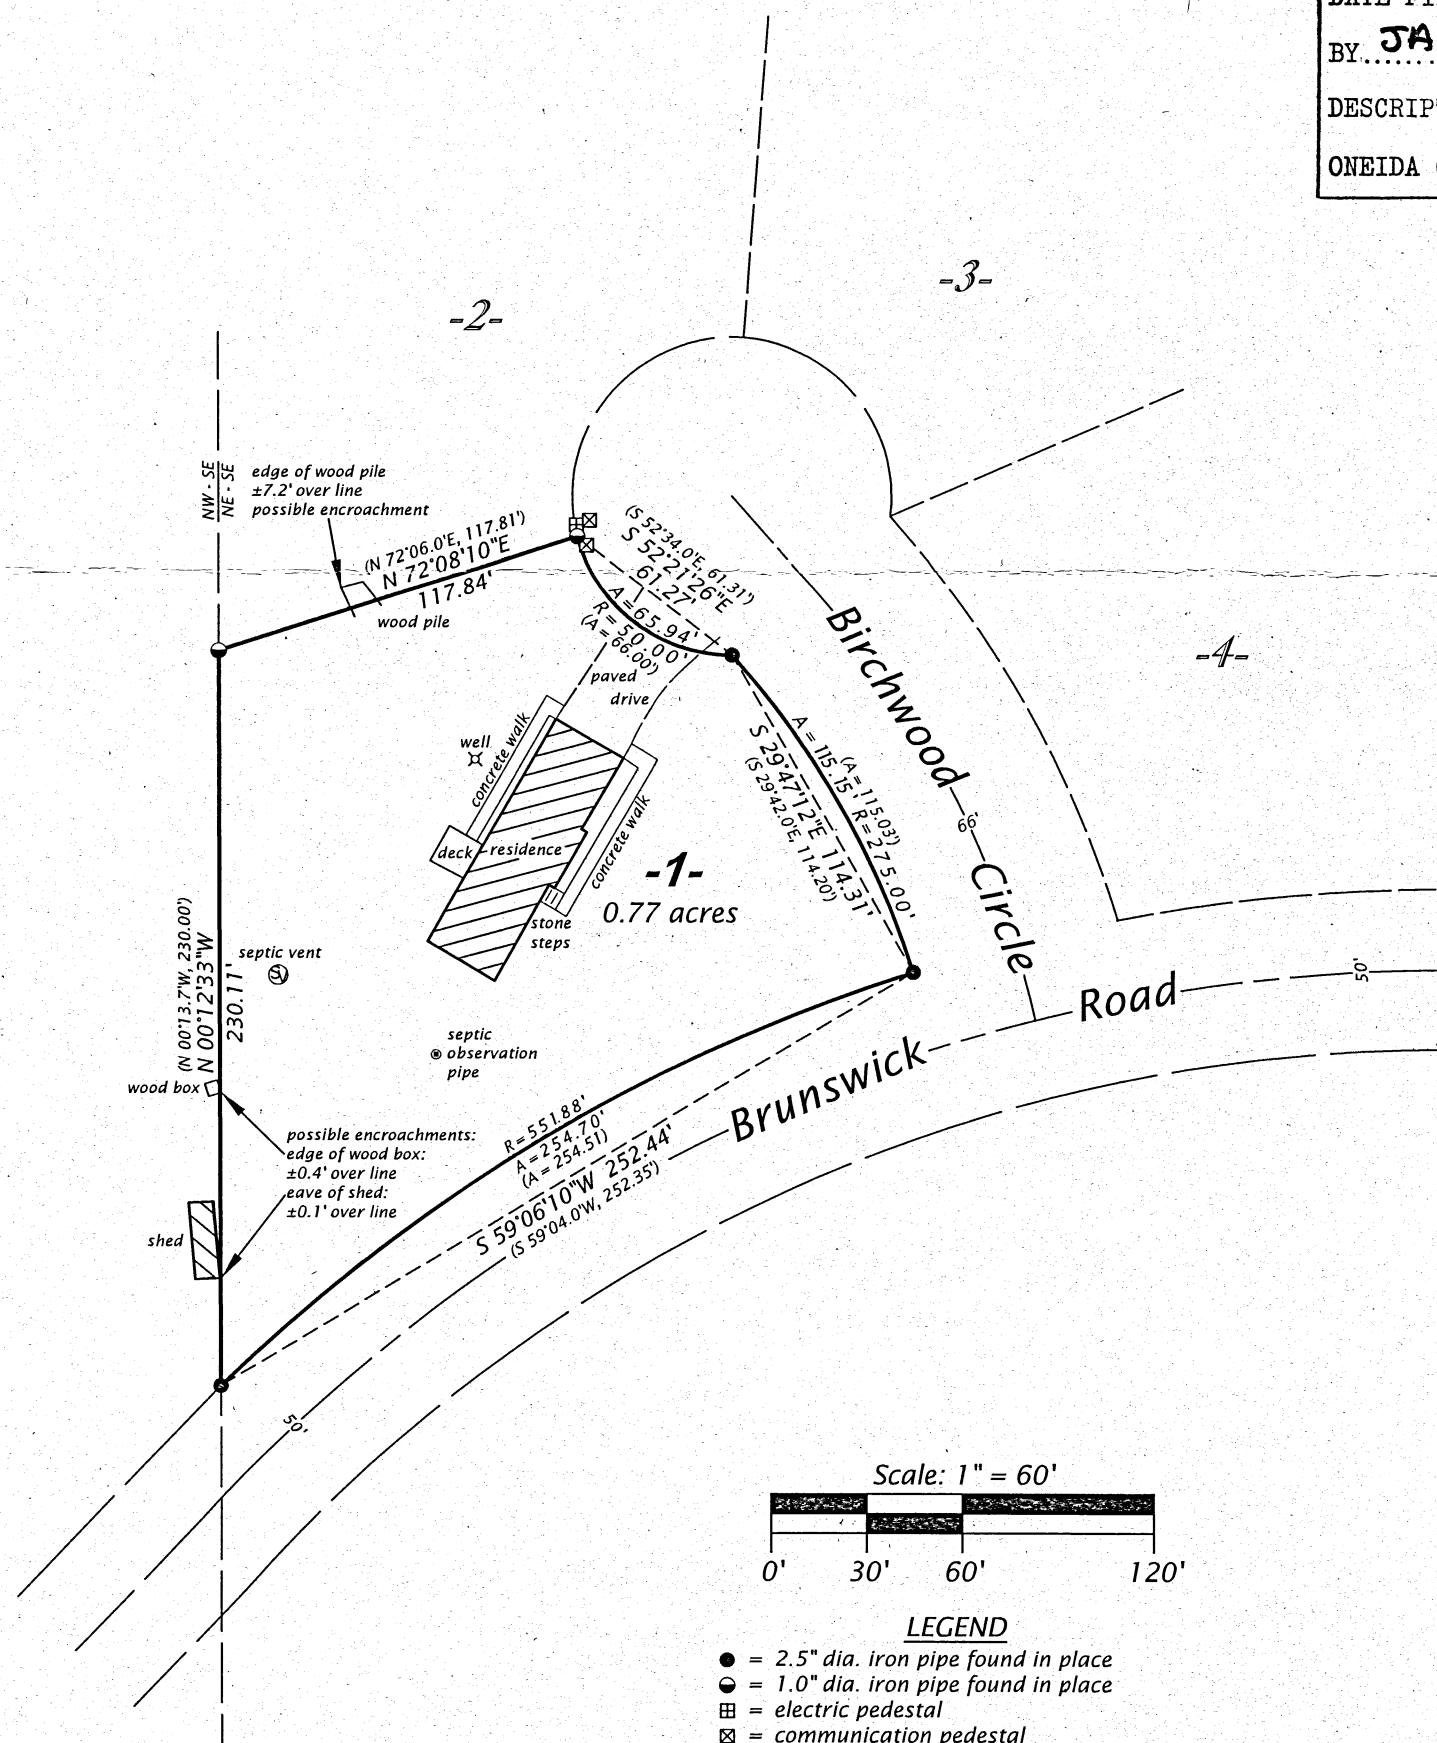 BY. JA
DESCRIP
ONEIDA
-2-
-3-
-4-
NW - SE
NE - SE
edge of wood pile
±7.2' over line
possible encroachment
(N 72°06.0'E, 117.81')
N 72°08'10"E
117.84'
wood pile
(S 52°34.0'E, 61.31')
S 52°21'26"E
61.27'
A = 65.94'
R = 50.00'
(A = 66.00')
paved
drive
well
concrete walk
deck
residence
concrete walk
stone
steps
-1-
0.77 acres
A = 115.15' R = 275.00'
(A = 115.03')
S 29°47'12"E 114.31'
(S 29°42.0'E, 114.20')
Birchwood
66'
Circle
(N 00°13.7'W, 230.00')
N 00°12'33"W
230.11'
septic vent
SV
septic
observation
pipe
wood box
possible encroachments:
edge of wood box:
±0.4' over line
eave of shed:
±0.1' over line
shed
R = 551.88'
A = 254.70'
(A = 254.51)
S 59°06'10"W 252.44'
(S 59°04.0'W, 252.35')
Brunswick
Road
50'
50'
Scale: 1" = 60'
0' 30' 60' 120'
LEGEND
= 2.5" dia. iron pipe found in place
= 1.0" dia. iron pipe found in place
= electric pedestal
= communication pedestal